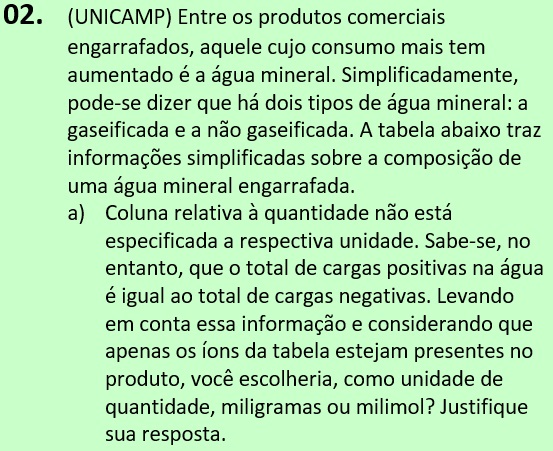 02. (UNICAMP) Entre os produtos comerciais
engarrafados, aquele cujo consumo mais tem
aumentado é a água mineral. Simplificadamente,
pode-se dizer que há dois tipos de água mineral: a
gaseificada e a não gaseificada. A tabela abaixo traz
informações simplificadas sobre a composição de
uma água mineral engarrafada.
a) Coluna relativa à quantidade não está
especificada a respectiva unidade. Sabe-se, no
entanto, que o total de cargas positivas na água
é igual ao total de cargas negativas. Levando
em conta essa informação e considerando que
apenas os íons da tabela estejam presentes no
produto, você escolheria, como unidade de
quantidade, miligramas ou milimol? Justifique
sua resposta.